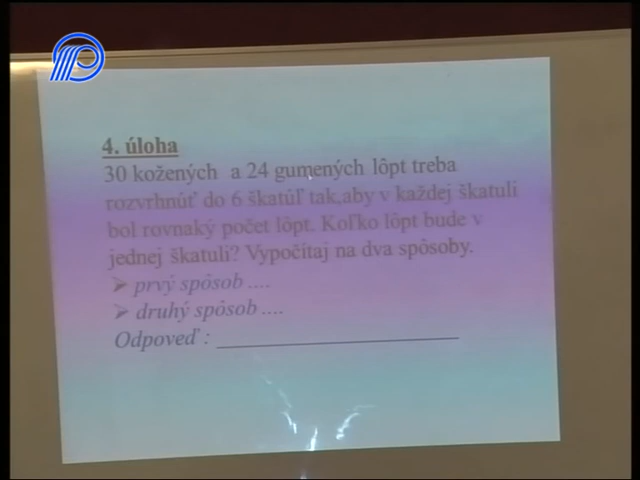 4. úloha
30 kožených a 24 gumených lôpt treba
rozvrhnúť do 6 škatúľ tak,aby v každej škatuli
bol rovnaký počet lôpt. Koľko lôpt bude v
jednej škatuli? Vypočítaj na dva spôsoby.
➢ prvý spôsob ....
➢ druhý spôsob ....
Odpoveď : ____________________